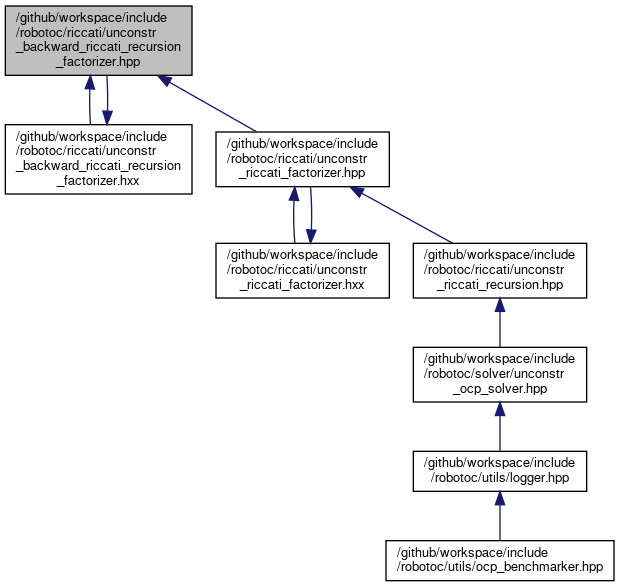 /github/workspace/include
/robotoc/riccati/unconstr
_backward_riccati_recursion
_factorizer.hpp
/github/workspace/include
/robotoc/riccati/unconstr
_backward_riccati_recursion
_factorizer.hxx
/github/workspace/include
/robotoc/riccati/unconstr
_riccati_factorizer.hpp
/github/workspace/include
/robotoc/riccati/unconstr
_riccati_factorizer.hxx
/github/workspace/include
/robotoc/riccati/unconstr
_riccati_recursion.hpp
/github/workspace/include
/robotoc/solver/unconstr
_ocp_solver.hpp
/github/workspace/include
/robotoc/utils/logger.hpp
/github/workspace/include
/robotoc/utils/ocp_benchmarker.hpp